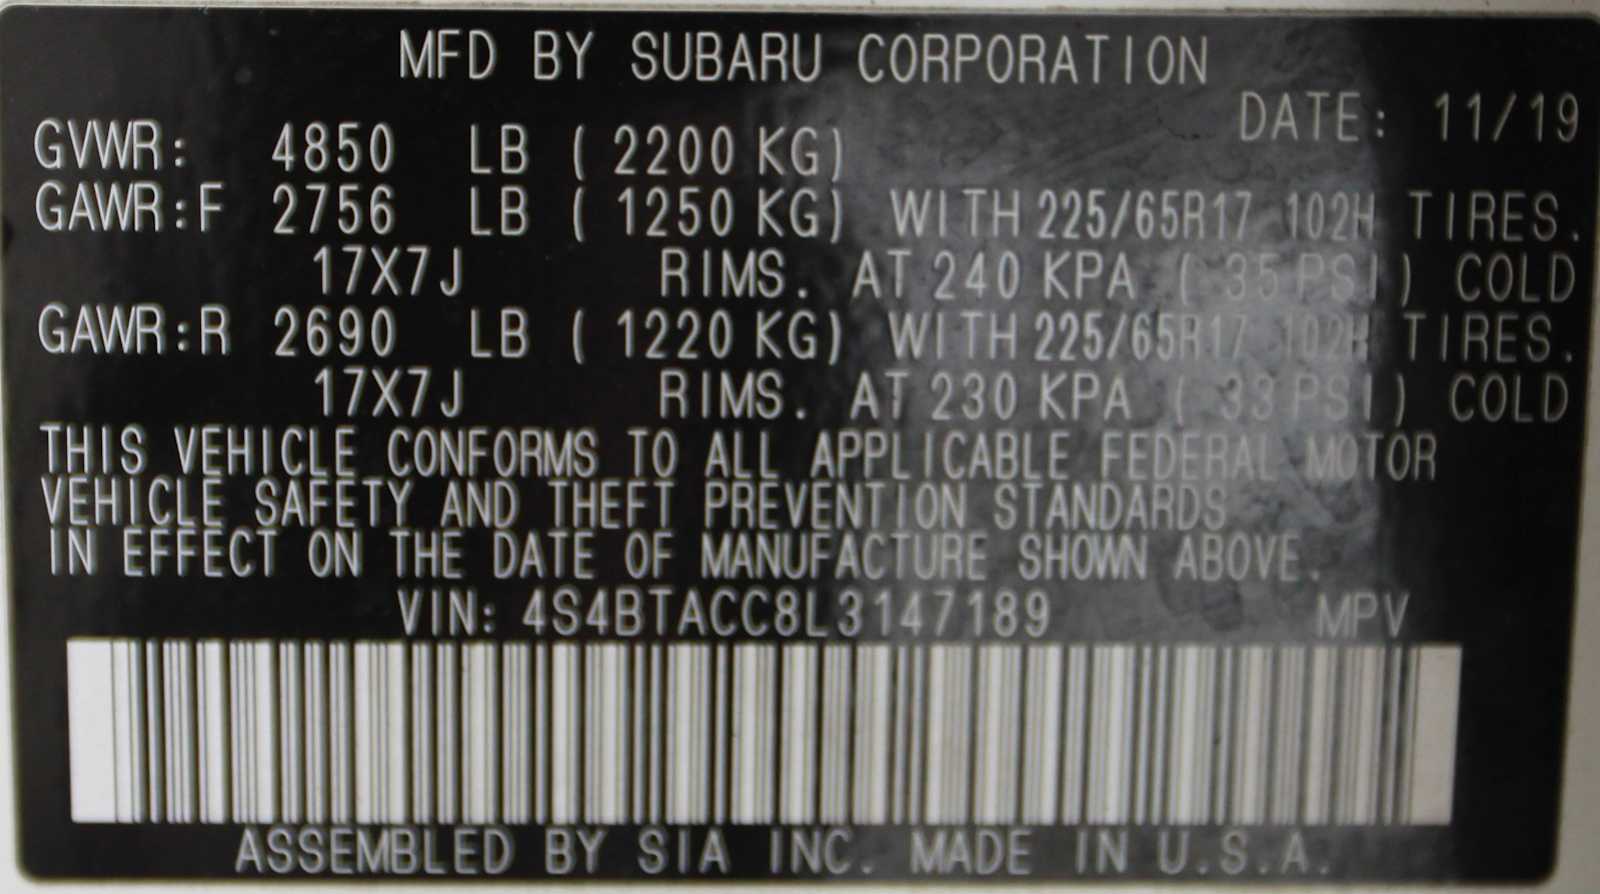 MFD BY SUBARU CORPORATION
DATE: 11/19
GVWR: 4850 LB ( 2200 KG)
GAWR:F 2756 LB ( 1250 KG) WITH 225/65R17 102H TIRES.
17X7J RIMS. AT 240 KPA ( 35 PSI) COLD
GAWR:R 2690 LB ( 1220 KG) WITH 225/65R17 102H TIRES.
17X7J RIMS. AT 230 KPA ( 33 PSI) COLD
THIS VEHICLE CONFORMS TO ALL APPLICABLE FEDERAL MOTOR
VEHICLE SAFETY AND THEFT PREVENTION STANDARDS
IN EFFECT ON THE DATE OF MANUFACTURE SHOWN ABOVE.
VIN: 4S4BTACC8L3147189 MPV
ASSEMBLED BY SIA INC. MADE IN U.S.A.